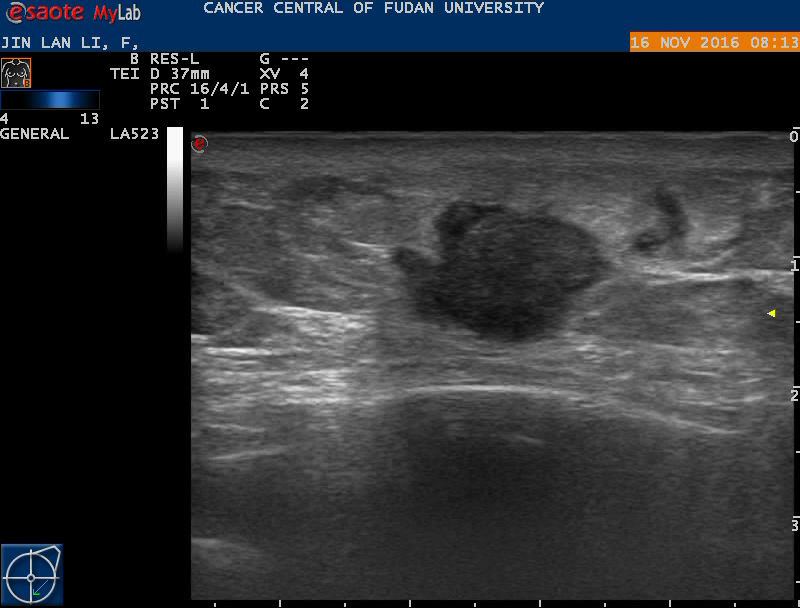 CANCER CENTRAL OF FUDAN UNIVERSITY
esaote MyLab
JIN LAN LI, F,
16 NOV 2016 08:13
B RES-L G ---
TEI D 37mm XV 4
PRC 16/4/1 PRS 5
PST 1 C 2
4 13
GENERAL LA523
B
e
0
1
2
3